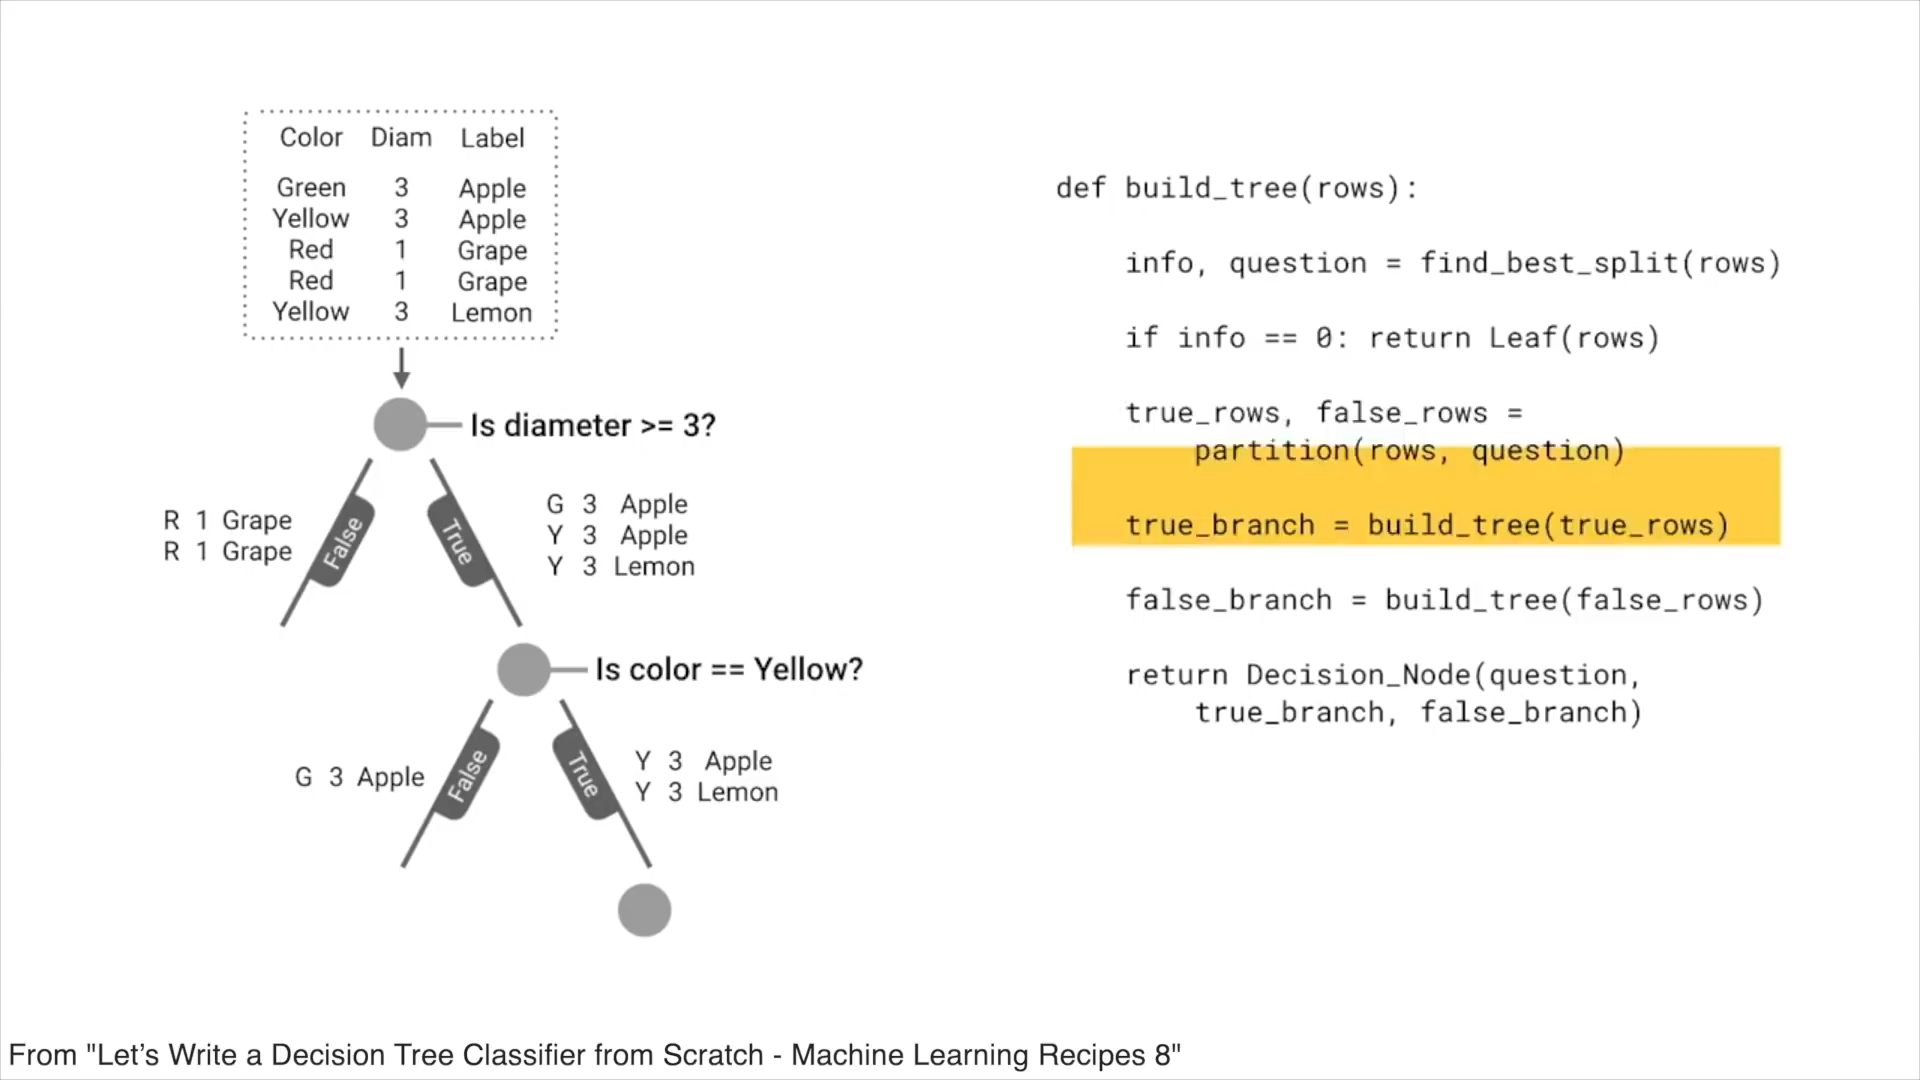 Color Diam Label
Green 3 Apple
Yellow 3 Apple
Red 1 Grape
Red 1 Grape
Yellow 3 Lemon
Is diameter >= 3?
R 1 Grape
R 1 Grape
False
True
G 3 Apple
Y 3 Apple
Y 3 Lemon
Is color == Yellow?
G 3 Apple
False
True
Y 3 Apple
Y 3 Lemon
def build_tree(rows):
info, question = find_best_split(rows)
if info == 0: return Leaf(rows)
true_rows, false_rows =
partition(rows, question)
true_branch = build_tree(true_rows)
false_branch = build_tree(false_rows)
return Decision_Node(question,
true_branch, false_branch)
From "Let’s Write a Decision Tree Classifier from Scratch - Machine Learning Recipes 8"